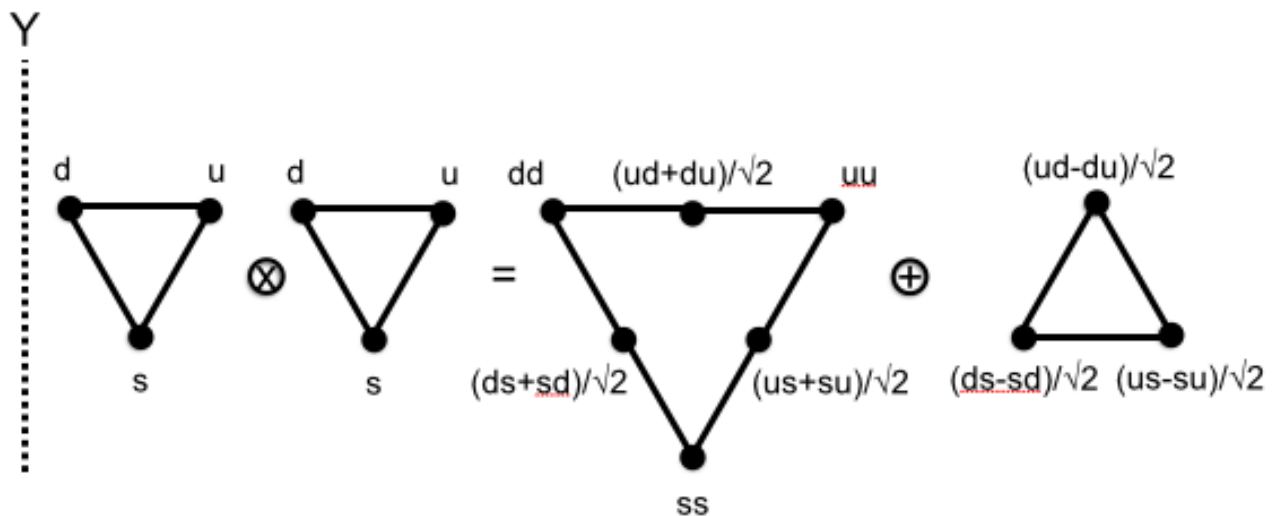 Y
d u d u dd (ud+du)/√2 uu (ud-du)/√2
⊗ = ⊕
s s (ds+sd)/√2 (us+su)/√2 (ds-sd)/√2 (us-su)/√2
ss